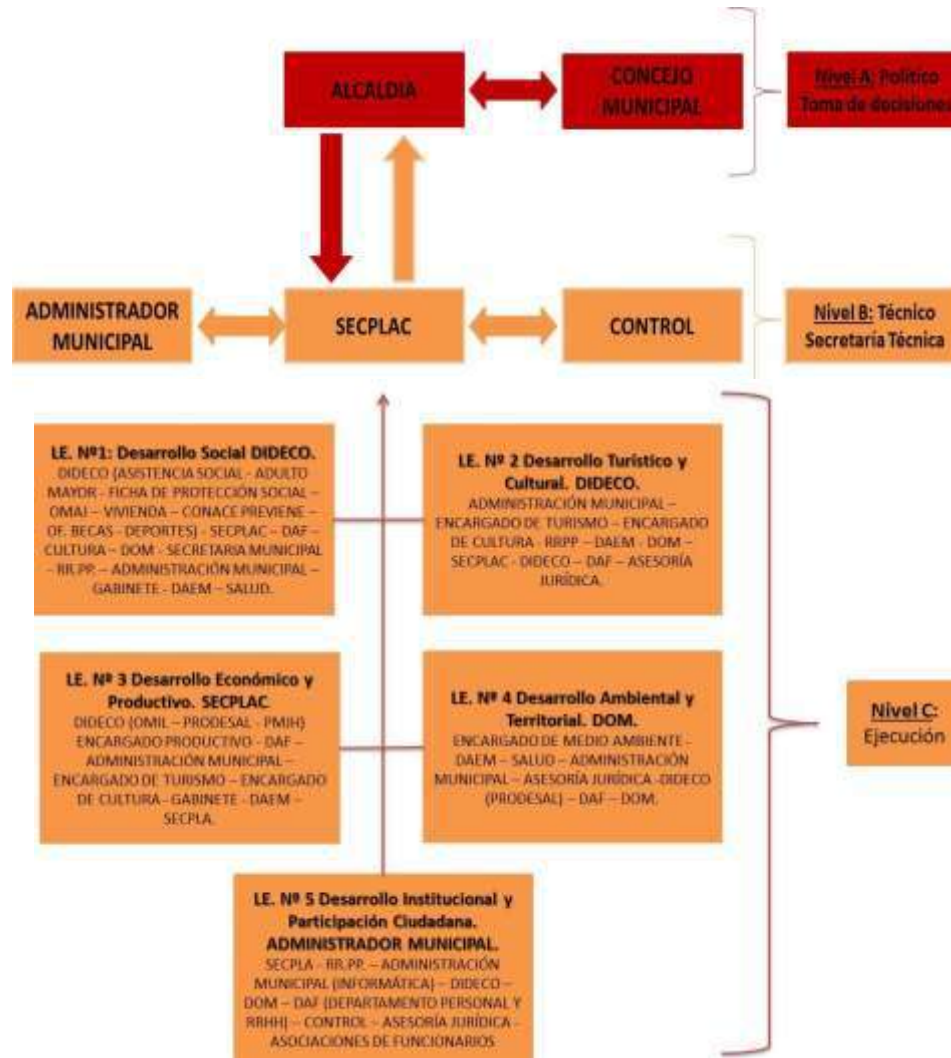 ALCALDIA
CONCEJO
MUNICIPAL
Nivel A: Político
Toma de decisiones
ADMINISTRADOR
MUNICIPAL
SECPLAC
CONTROL
Nivel B: Técnico
Secretaría Técnica
LE. Nº1: Desarrollo Social DIDECO.
DIDECO (ASISTENCIA SOCIAL - ADULTO
MAYOR - FICHA DE PROTECCIÓN SOCIAL –
OMAJ – VIVIENDA – CONACE PREVIENE –
OF. BECAS - DEPORTES) - SECPLAC – DAF –
CULTURA – DOM - SECRETARIA MUNICIPAL
- RR.PP. – ADMINISTRACIÓN MUNICIPAL –
GABINETE - DAEM – SALUD.
LE. Nº 2 Desarrollo Turístico y
Cultural. DIDECO.
ADMINISTRACIÓN MUNICIPAL –
ENCARGADO DE TURISMO – ENCARGADO
DE CULTURA - RRPP – DAEM - DOM –
SECPLAC - DIDECO – DAF – ASESORÍA
JURÍDICA.
LE. Nº 3 Desarrollo Económico y
Productivo. SECPLAC
DIDECO (OMIL – PRODESAL - PMJH)
ENCARGADO PRODUCTIVO - DAF –
ADMINISTRACIÓN MUNICIPAL –
ENCARGADO DE TURISMO – ENCARGADO
DE CULTURA - GABINETE - DAEM –
SECPLA.
LE. Nº 4 Desarrollo Ambiental y
Territorial. DOM.
ENCARGADO DE MEDIO AMBIENTE -
DAEM – SALUD – ADMINISTRACIÓN
MUNICIPAL – ASESORÍA JURÍDICA -DIDECO
(PRODESAL) – DAF – DOM.
Nivel C:
Ejecución
LE. Nº 5 Desarrollo Institucional y
Participación Ciudadana.
ADMINISTRADOR MUNICIPAL.
SECPLA - RR.PP. – ADMINISTRACIÓN
MUNICIPAL (INFORMÁTICA) – DIDECO –
DOM – DAF (DEPARTAMENTO PERSONAL Y
RRHH) – CONTROL – ASESORÍA JURÍDICA -
ASOCIACIONES DE FUNCIONARIOS